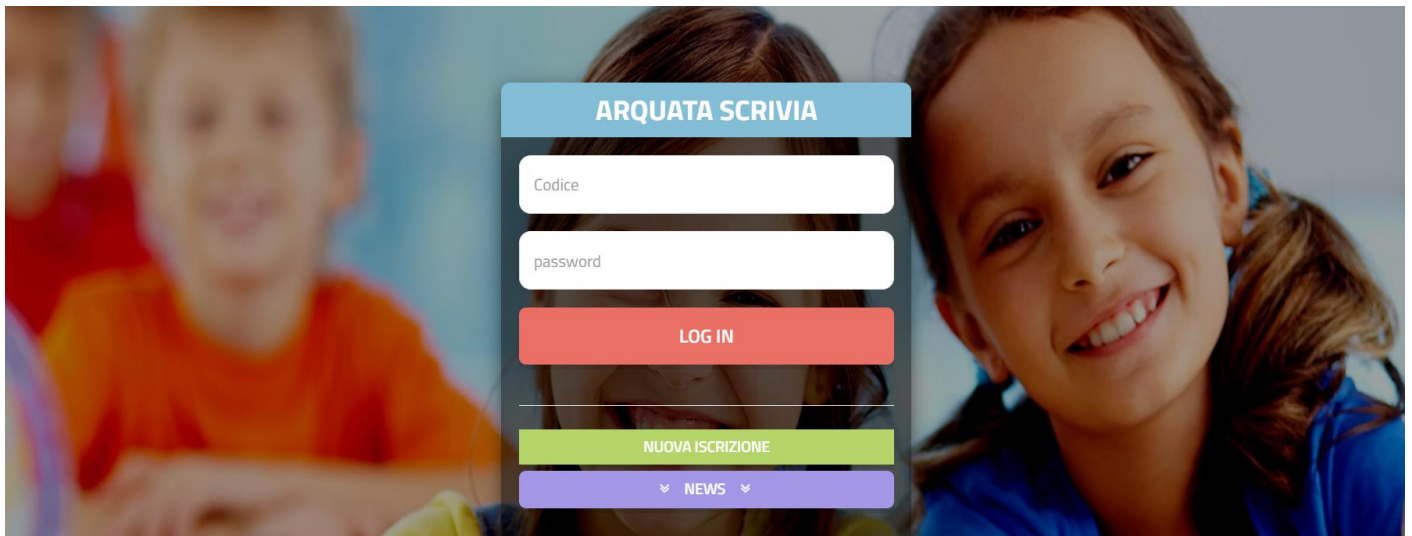 ARQUATA SCRIVIA
Codice
password
LOG IN
NUOVA ISCRIZIONE
NEWS